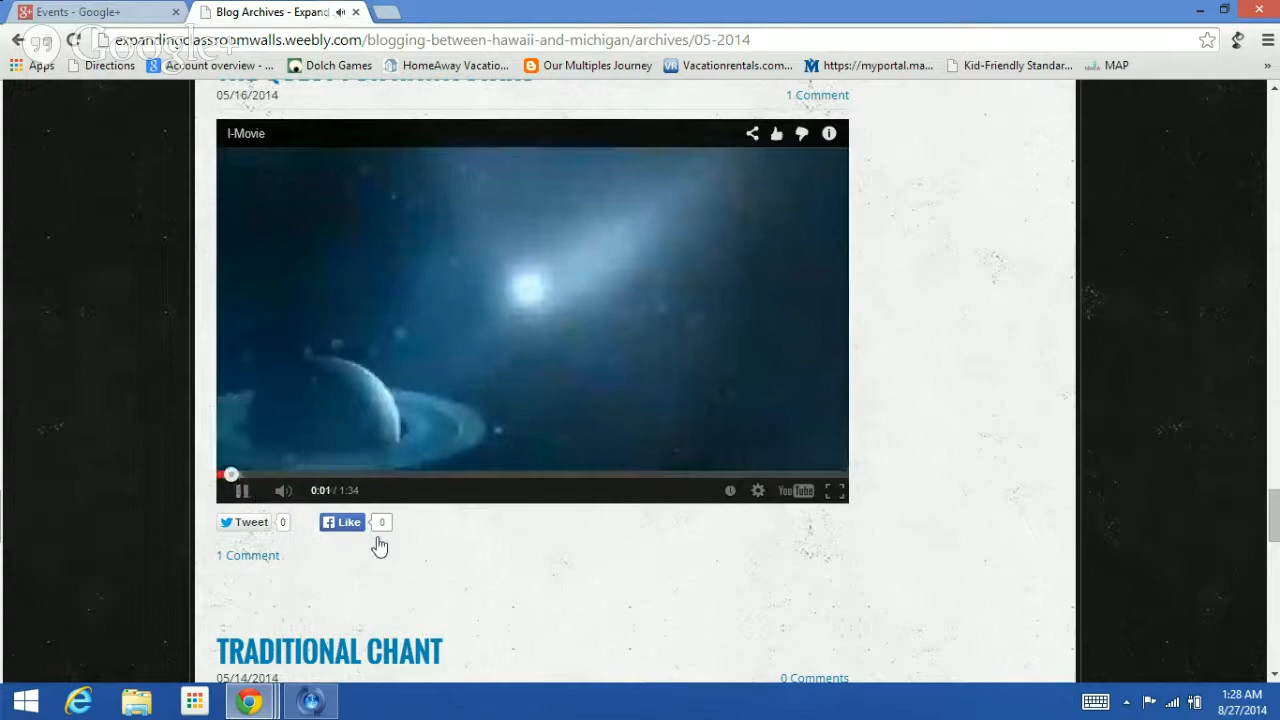 Events - Google+
Blog Archives - Expand
expandingclassroomwalls.weebly.com/blogging-between-hawaii-and-michigan/archives/05-2014
Google+
Apps Directions Account overview - ... Dolch Games HomeAway Vacatio... Our Multiples Journey Vacationrentals.com... https://myportal.ma... Kid-Friendly Standar... MAP »
05/16/2014 1 Comment
I-Movie
0:01 / 1:34 YouTube
Tweet 0 Like 0
1 Comment
TRADITIONAL CHANT
05/14/2014 0 Comments
1:28 AM
8/27/2014